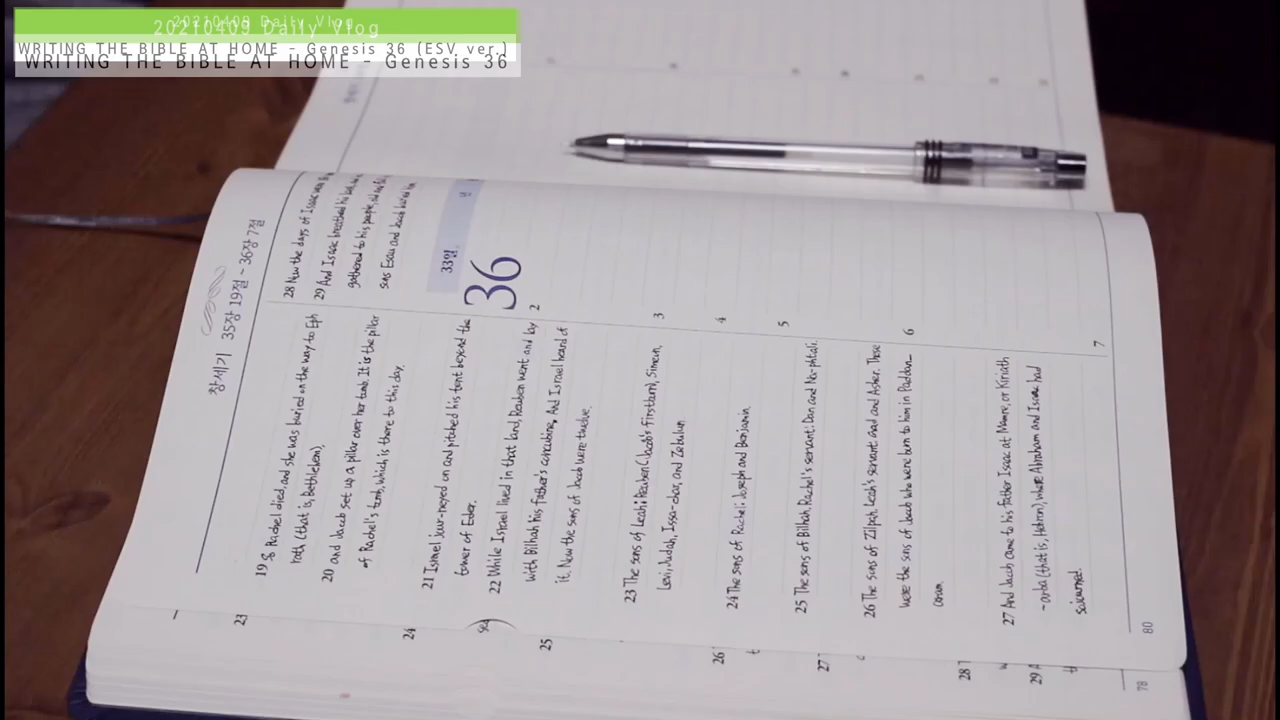 20210409 Daily Vlog
20210409 Daily Vlog
WRITING THE BIBLE AT HOME - Genesis 36 (ESV ver.)
WRITING THE BIBLE AT HOME - Genesis 36
창세기 35장 19절 ~ 36장 7절
19 So Rachel died, and she was buried on the way to Eph
rath (that is Bethlehem),
20 and Jacob set up a pillar over her tomb. It is the pillar
of Rachel's tomb, which is there to this day.
21 Israel jour-neyed on and pitched his tent beyond the
tower of Eder.
22 While Israel lived in that land, Reuben went and lay
with Bilhah his father's concubine. And Israel heard of
it. Now the sons of Jacob were twelve.
23 The sons of Leah: Reuben (Jacob's firstborn), Simeon,
Levi, Judah, Issa-char, and Zebulun.
24 The sons of Rachel: Joseph and Benjamin.
25 The sons of Bilhah, Rachel's servant: Dan and Na-phtali.
26 The sons of Zilpah, Leah's servant: Gad and Asher. These
were the sons of Jacob who were born to him in Paddan-
aram.
27 And Jacob came to his father Isaac at Mamre, or Kiriath
-arba (that is, Hebron), where Abraham and Isaac had
sojourned.
28 Now the days of Isaac were
29 And Isaac breathed his last,
gathered to his people, old and
sons Esau and Jacob buried him
33일
년
36
2
3
4
5
6
7
80
23
24
25
26
27
28
29
78